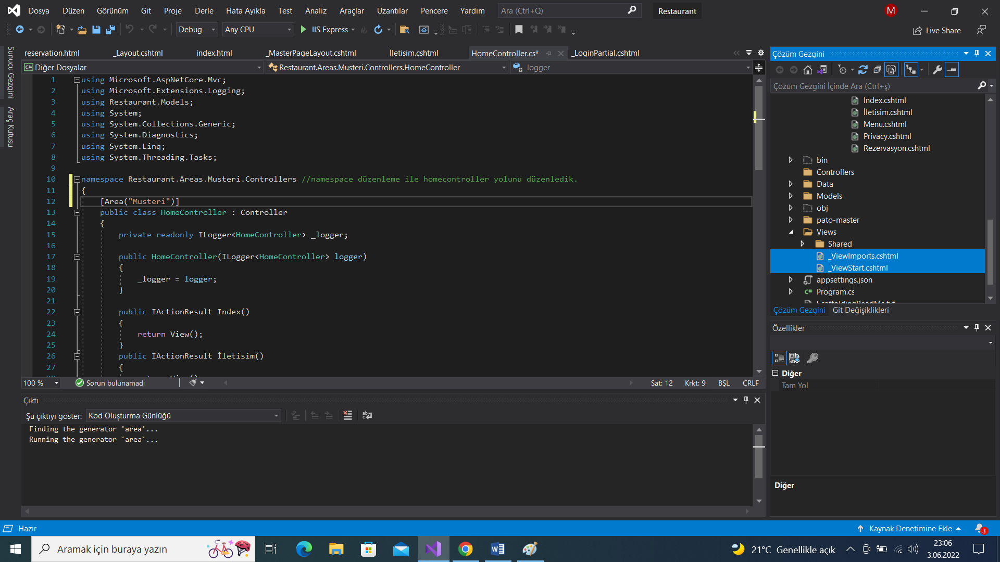 Dosya Düzen Görünüm Git Proje Derle Hata Ayıkla Test Analiz Araçlar Uzantılar Pencere Yardım Ara (Ctrl+Q) Restaurant M
Debug Any CPU IIS Express Live Share
Sunucu Gezgini
Araç Kutusu
reservation.html _Layout.cshtml index.html _MasterPageLayout.cshtml İletisim.cshtml HomeController.cs* _LoginPartial.cshtml
C# Diğer Dosyalar Restaurant.Areas.Musteri.Controllers.HomeController _logger
1 using Microsoft.AspNetCore.Mvc;
2 using Microsoft.Extensions.Logging;
3 using Restaurant.Models;
4 using System;
5 using System.Collections.Generic;
6 using System.Diagnostics;
7 using System.Linq;
8 using System.Threading.Tasks;
9
10 namespace Restaurant.Areas.Musteri.Controllers //namespace düzenleme ile homecontroller yolunu düzenledik.
11 {
12 [Area("Musteri")]
13 public class HomeController : Controller
14 {
15 private readonly ILogger<HomeController> _logger;
16
17 public HomeController(ILogger<HomeController> logger)
18 {
19 _logger = logger;
20 }
21
22 public IActionResult Index()
23 {
24 return View();
25 }
26 public IActionResult İletisim()
27 {
100 % Sorun bulunamadı Sat: 12 Krkt: 9 BŞL CRLF
Çıktı
Şu çıktıyı göster: Kod Oluşturma Günlüğü
Finding the generator 'area'...
Running the generator 'area'...
Çözüm Gezgini
Çözüm Gezgini İçinde Ara (Ctrl+ş)
Index.cshtml
İletisim.cshtml
Menu.cshtml
Privacy.cshtml
Rezervasyon.cshtml
bin
Controllers
Data
Models
obj
pato-master
Views
Shared
_ViewImports.cshtml
_ViewStart.cshtml
appsettings.json
C# Program.cs
ScaffoldingReadMe.txt
Çözüm Gezgini Git Değişiklikleri
Özellikler
Diğer
Tam Yol
Diğer
Hazır Kaynak Denetimine Ekle 3
Aramak için buraya yazın 21°C Genellikle açık 23:06
3.06.2022